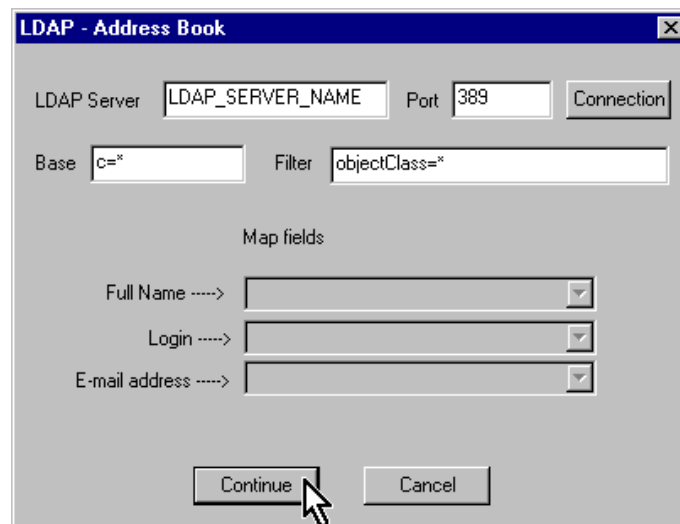 LDAP - Address Book
LDAP Server LDAP_SERVER_NAME Port 389 Connection
Base c=* Filter objectClass=*
Map fields
Full Name ----->
Login ----->
E-mail address ----->
Continue Cancel